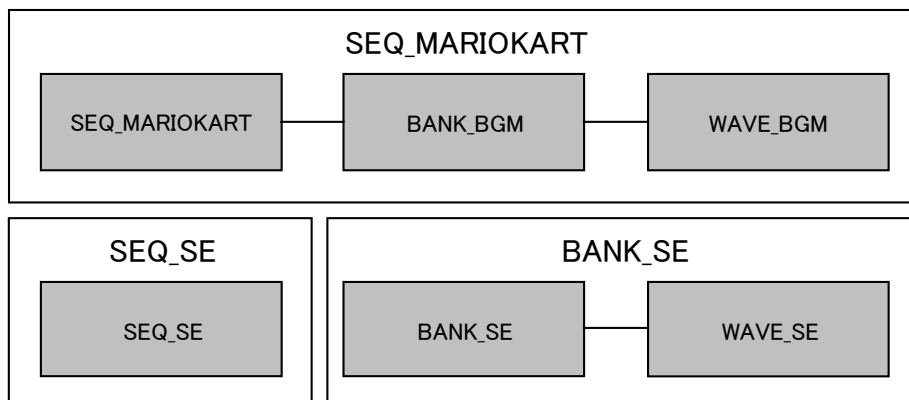 SEQ_MARIOKART
SEQ_MARIOKART
BANK_BGM
WAVE_BGM
SEQ_SE
BANK_SE
SEQ_SE
BANK_SE
WAVE_SE